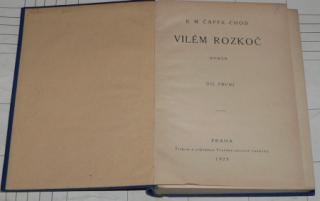 K. M. ČAPEK-CHOD
VILÉM ROZKOČ
ROMÁN
DÍL PRVNÍ
PRAHA
1923